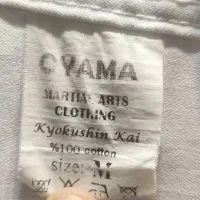 OYAMA
MARTIAL ARTS
CLOTHING
Kyokushin Kai
%100 cotton
size: M